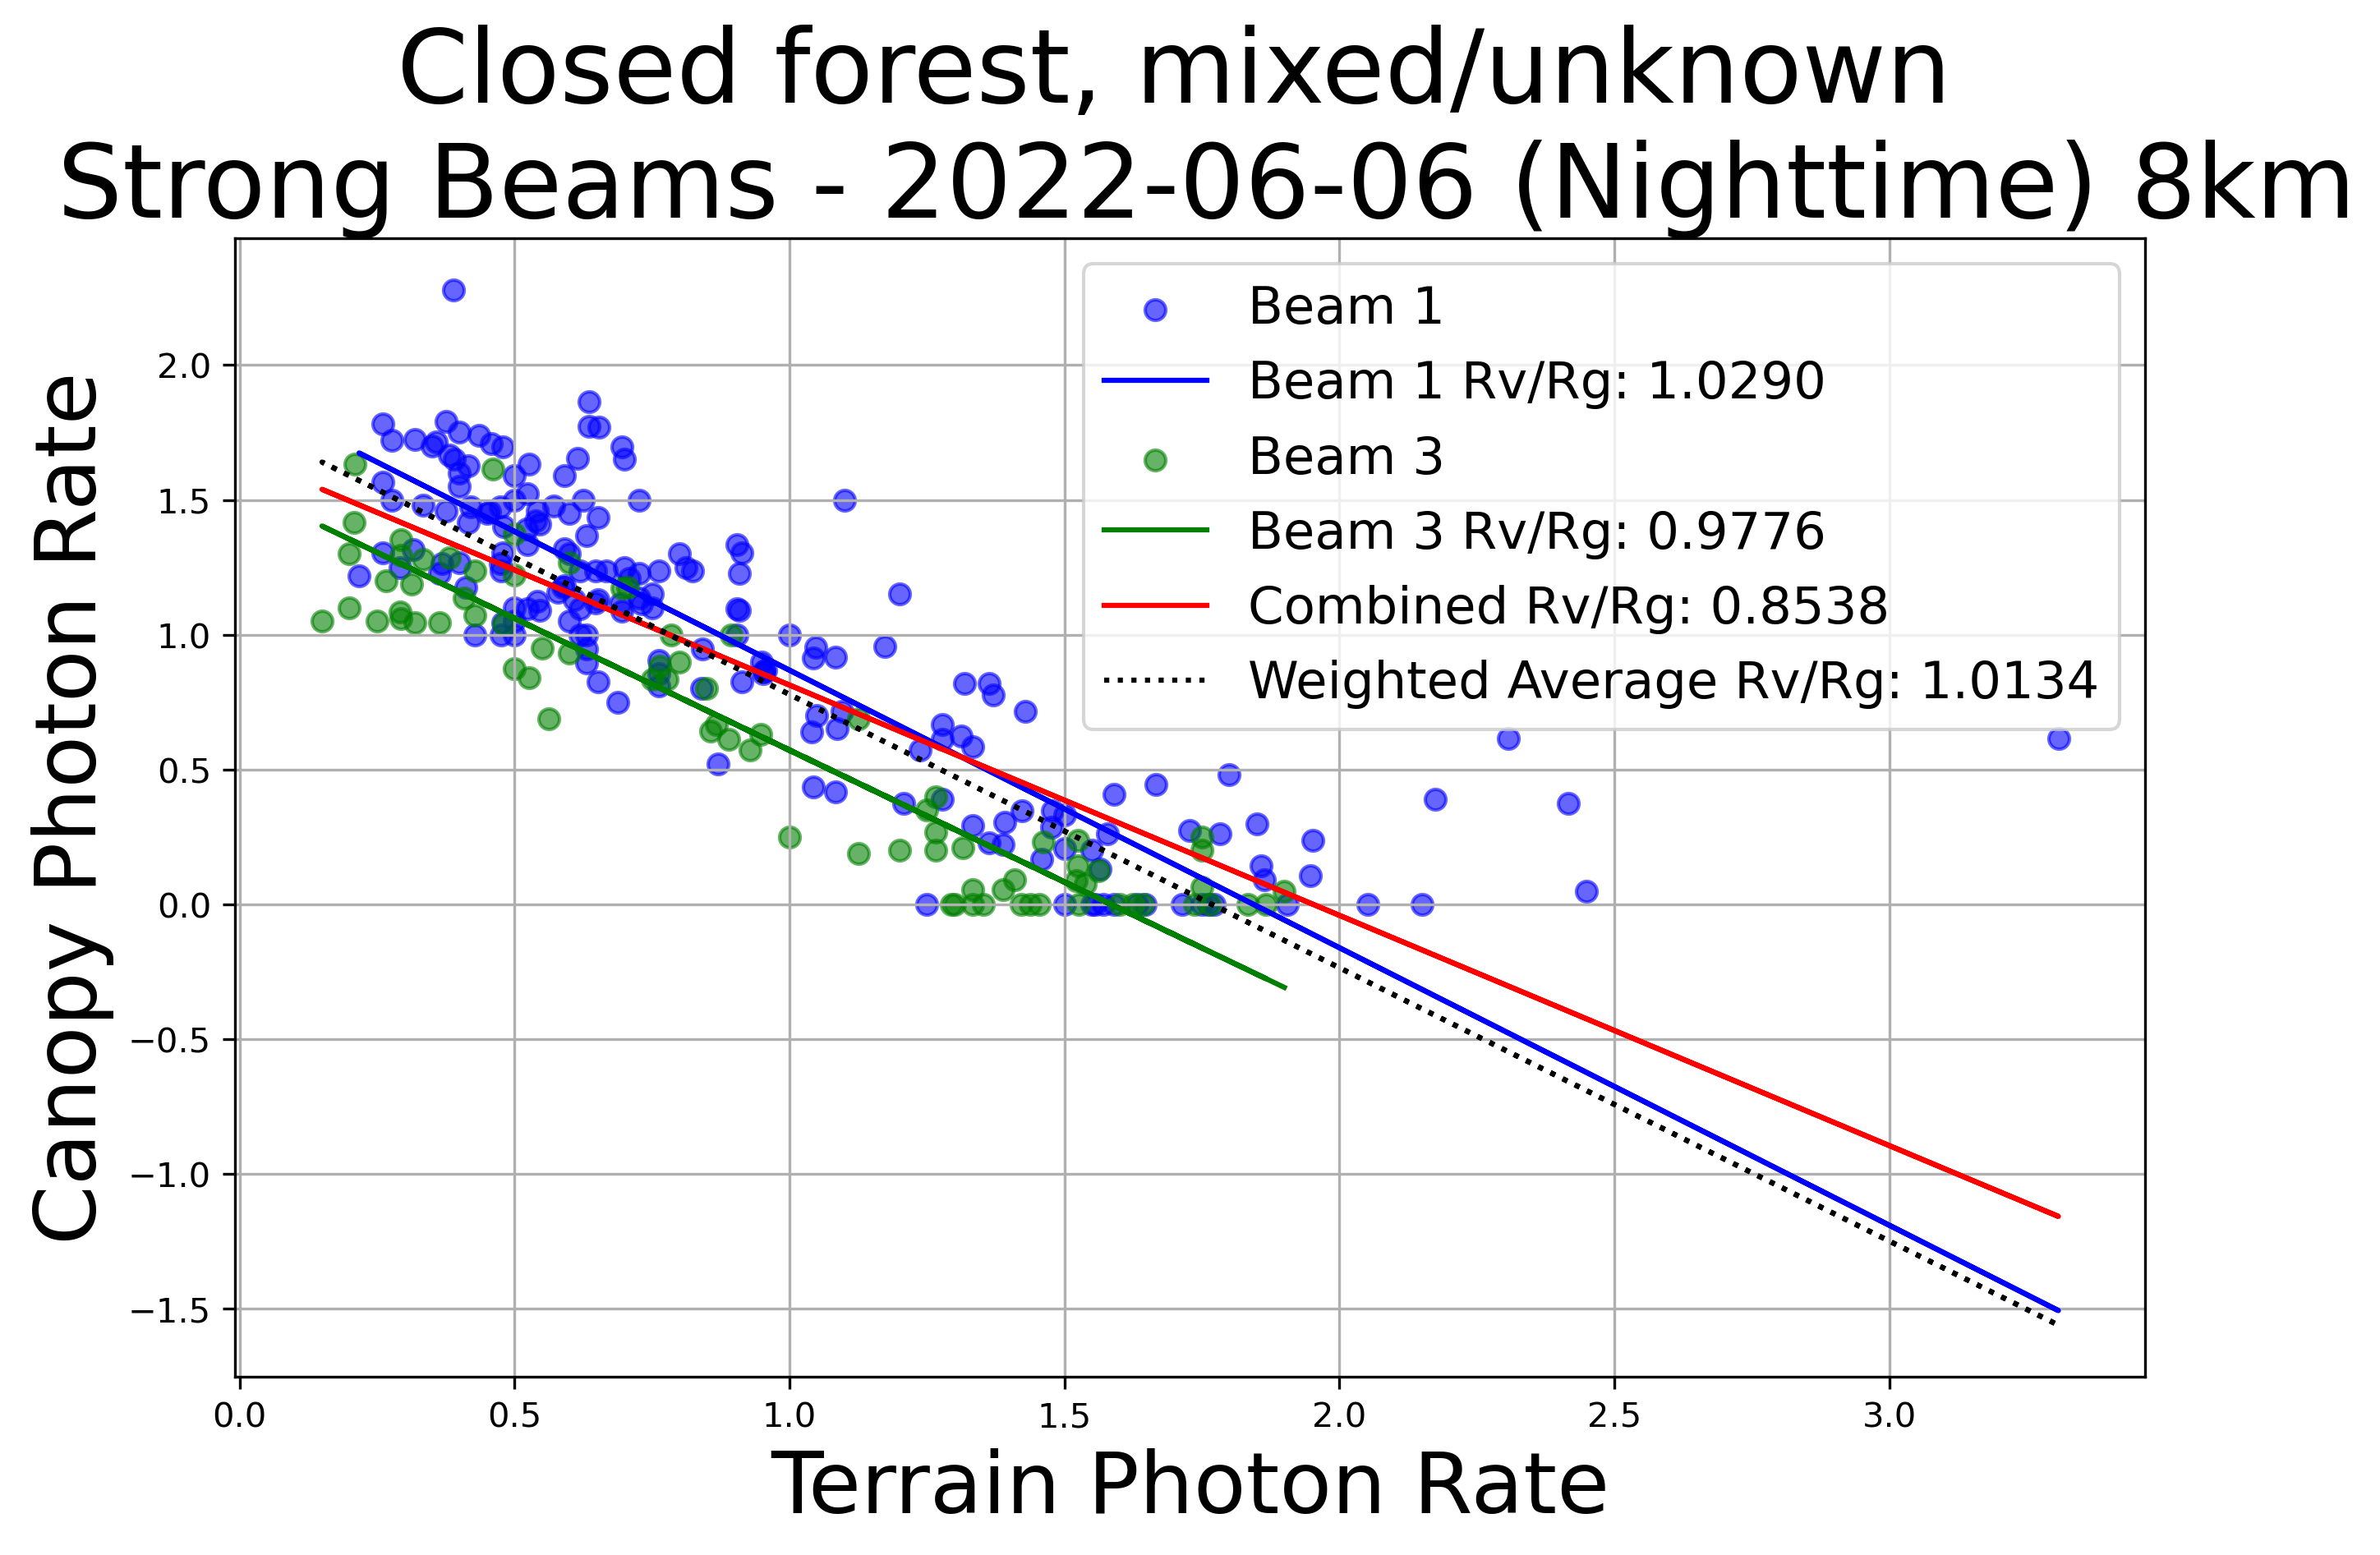 Closed forest, mixed/unknown
Strong Beams - 2022-06-06 (Nighttime) 8km
Beam 1
Beam 1 Rv/Rg: 1.0290
Beam 3
Beam 3 Rv/Rg: 0.9776
Combined Rv/Rg: 0.8538
Weighted Average Rv/Rg: 1.0134
Canopy Photon Rate
2.0
1.5
1.0
0.5
0.0
−0.5
−1.0
−1.5
0.0 0.5 1.0 1.5 2.0 2.5 3.0
Terrain Photon Rate